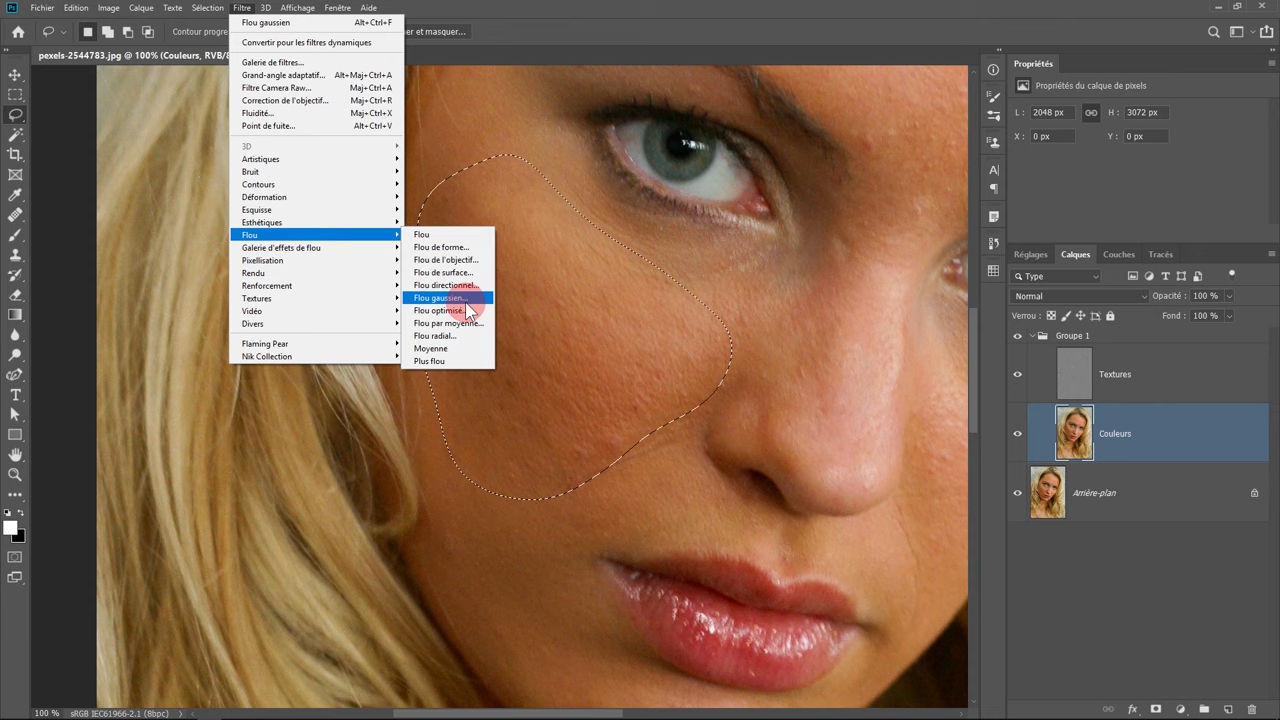 Ps Fichier Edition Image Calque Texte Sélection Filtre 3D Affichage Fenêtre Aide
Contour progre
er et masquer...
pexels-2544783.jpg @ 100% (Couleurs, RVB/8
Flou gaussien Alt+Ctrl+F
Convertir pour les filtres dynamiques
Galerie de filtres...
Grand-angle adaptatif... Alt+Maj+Ctrl+A
Filtre Camera Raw... Maj+Ctrl+A
Correction de l'objectif... Maj+Ctrl+R
Fluidité... Maj+Ctrl+X
Point de fuite... Alt+Ctrl+V
3D
Artistiques
Bruit
Contours
Déformation
Esquisse
Esthétiques
Flou
Galerie d'effets de flou
Pixellisation
Rendu
Renforcement
Textures
Vidéo
Divers
Flaming Pear
Nik Collection
Flou
Flou de forme...
Flou de l'objectif...
Flou de surface...
Flou directionnel...
Flou gaussien...
Flou optimisé...
Flou par moyenne...
Flou radial...
Moyenne
Plus flou
Propriétés
Propriétés du calque de pixels
L : 2048 px H : 3072 px
X : 0 px Y : 0 px
Réglages Calques Couches Tracés
Type
Normal Opacité : 100 %
Verrou : Fond : 100 %
Groupe 1
Textures
Couleurs
Arrière-plan
100 % sRGB IEC61966-2.1 (8bpc)